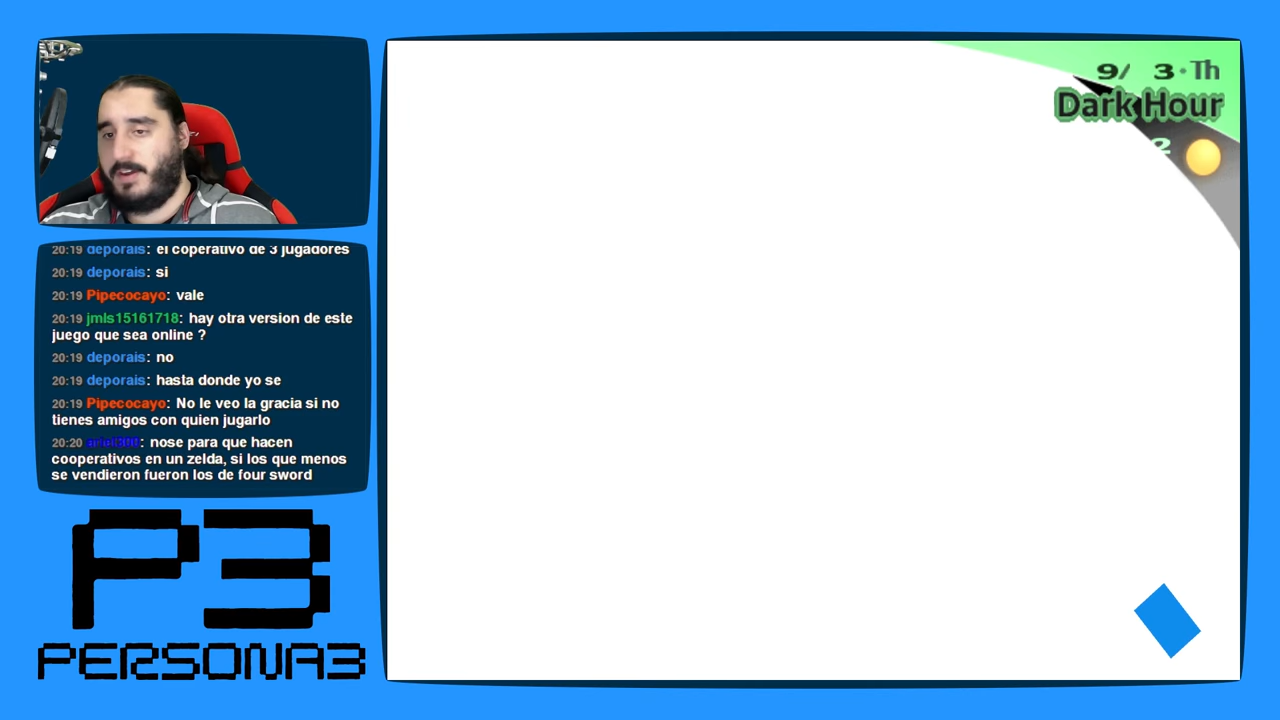 9/ 3·Th
Dark Hour
2
20:19 deporais: el coperativo de 3 jugadores
20:19 deporais: si
20:19 Pipecocayo: vale
20:19 jmls15161718: hay otra version de este
juego que sea online ?
20:19 deporais: no
20:19 deporais: hasta donde yo se
20:19 Pipecocayo: No le veo la gracia si no
tienes amigos con quien jugarlo
20:20 : nose para que hacen
cooperativos en un zelda, si los que menos
se vendieron fueron los de four sword
P3
PERSONA3